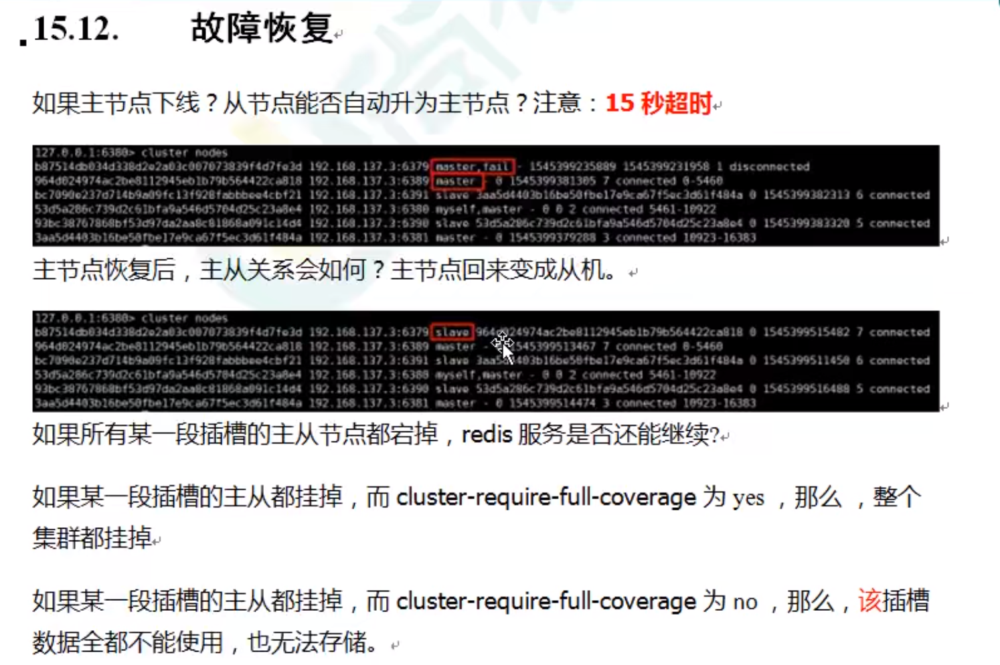 15.12. 故障恢复
如果主节点下线？从节点能否自动升为主节点？注意：15 秒超时
127.0.0.1:6380> cluster nodes
b87514db034d338d2e2a03c007073839f4d7fe3d 192.168.137.3:6379 master,fail - 1545399235889 1545399231958 1 disconnected
964d024974ac2be8112945eb1b79b564422ca818 192.168.137.3:6389 master - 0 1545399381305 7 connected 0-5460
bc7090e237d714b9a09fc13f928fabbbee4cbf21 192.168.137.3:6391 slave 3aa5d4403b16be50fbe17e9ca67f5ec3d61f484a 0 1545399382313 6 connected
53d5a286c739d2c61bfa9a546d5704d25c23a8e4 192.168.137.3:6380 myself,master - 0 0 2 connected 5461-10922
93bc38767868bf53d97da2aa8c81868a091c14d4 192.168.137.3:6390 slave 53d5a286c739d2c61bfa9a546d5704d25c23a8e4 0 1545399383320 5 connected
3aa5d4403b16be50fbe17e9ca67f5ec3d61f484a 192.168.137.3:6381 master - 0 1545399379288 3 connected 10923-16383
主节点恢复后，主从关系会如何？主节点回来变成从机。
127.0.0.1:6380> cluster nodes
b87514db034d338d2e2a03c007073839f4d7fe3d 192.168.137.3:6379 slave 964d024974ac2be8112945eb1b79b564422ca818 0 1545399515482 7 connected
964d024974ac2be8112945eb1b79b564422ca818 192.168.137.3:6389 master - 1545399513467 7 connected 0-5460
bc7090e237d714b9a09fc13f928fabbbee4cbf21 192.168.137.3:6391 slave 3aa5d4403b16be50fbe17e9ca67f5ec3d61f484a 0 1545399511450 6 connected
53d5a286c739d2c61bfa9a546d5704d25c23a8e4 192.168.137.3:6380 myself,master - 0 0 2 connected 5461-10922
93bc38767868bf53d97da2aa8c81868a091c14d4 192.168.137.3:6390 slave 53d5a286c739d2c61bfa9a546d5704d25c23a8e4 0 1545399516488 5 connected
3aa5d4403b16be50fbe17e9ca67f5ec3d61f484a 192.168.137.3:6381 master - 0 1545399514474 3 connected 10923-16383
如果所有某一段插槽的主从节点都宕掉，redis 服务是否还能继续?
如果某一段插槽的主从都挂掉，而 cluster-require-full-coverage 为 yes ，那么 ，整个
集群都挂掉
如果某一段插槽的主从都挂掉，而 cluster-require-full-coverage 为 no ，那么，该插槽
数据全都不能使用，也无法存储。